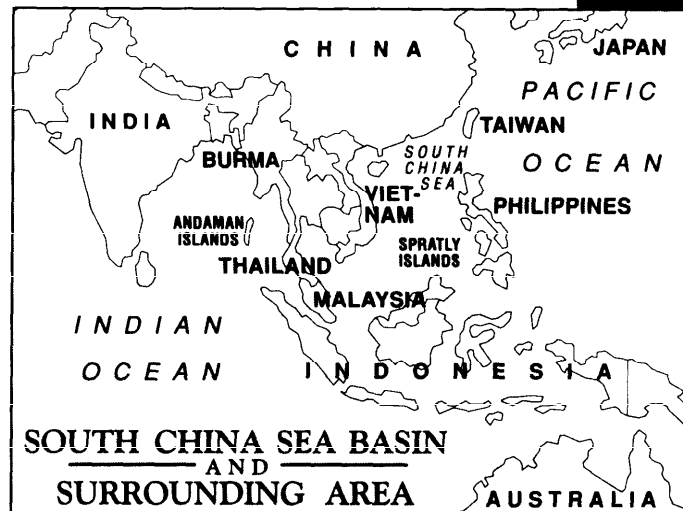 CHINA
JAPAN
PACIFIC
INDIA
TAIWAN
BURMA
SOUTH
CHINA
SEA
OCEAN
VIET-
NAM
PHILIPPINES
ANDAMAN
ISLANDS
SPRATLY
ISLANDS
THAILAND
MALAYSIA
INDIAN
OCEAN
INDONESIA
SOUTH CHINA SEA BASIN
AND
SURROUNDING AREA
AUSTRALIA